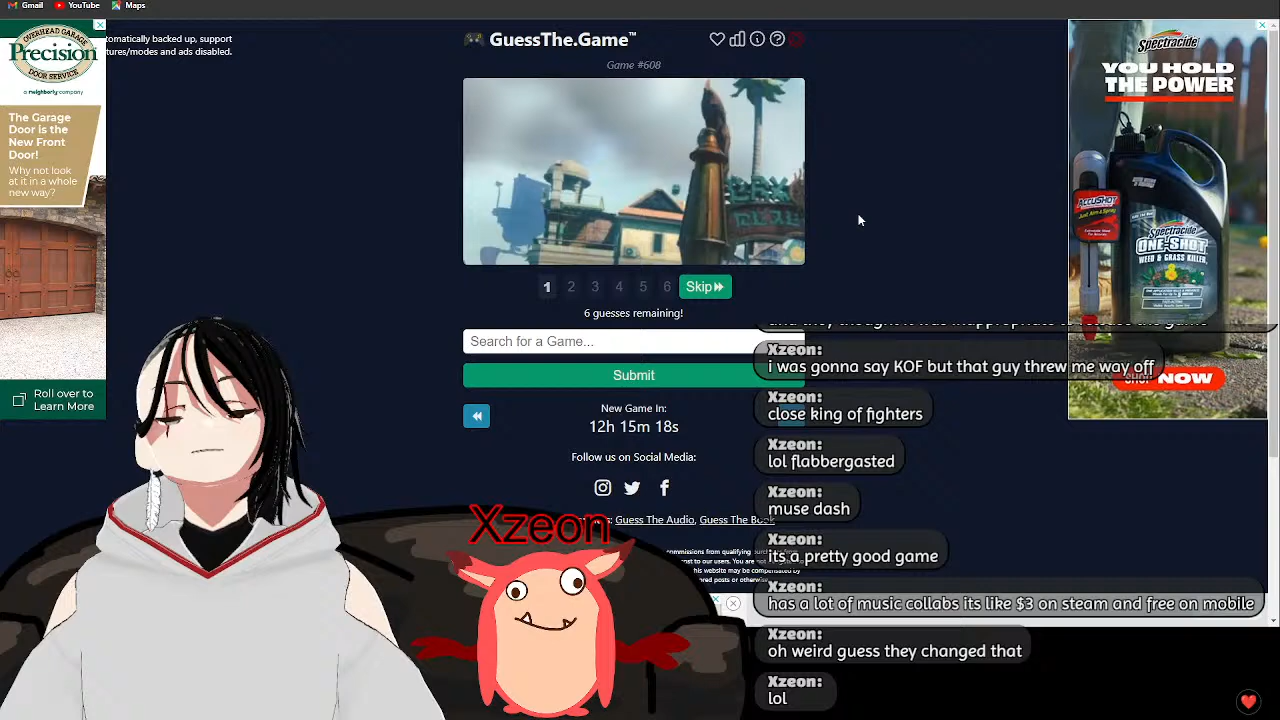 Gmail YouTube Maps
OVERHEAD GARAGE
Precision
DOOR SERVICE
a neighborly company
The Garage
Door is the
New Front
Door!
Why not look
at it in a whole
new way?
Roll over to
Learn More
omatically backed up, support
tures/modes and ads disabled.
GuessThe.Game™
Game #608
1 2 3 4 5 6 Skip
6 guesses remaining!
Search for a Game...
Submit
New Game In:
12h 15m 18s
Follow us on Social Media:
Guess The Audio, Guess The Book
Spectracide
YOU HOLD
THE POWER
ACCUSHOT
Spectracide
ONE-SHOT
WEED & GRASS KILLER
NOW
Xzeon:
i was gonna say KOF but that guy threw me way off
Xzeon:
close king of fighters
Xzeon:
lol flabbergasted
Xzeon:
muse dash
Xzeon:
its a pretty good game
Xzeon:
has a lot of music collabs its like $3 on steam and free on mobile
Xzeon:
oh weird guess they changed that
Xzeon:
lol
Xzeon